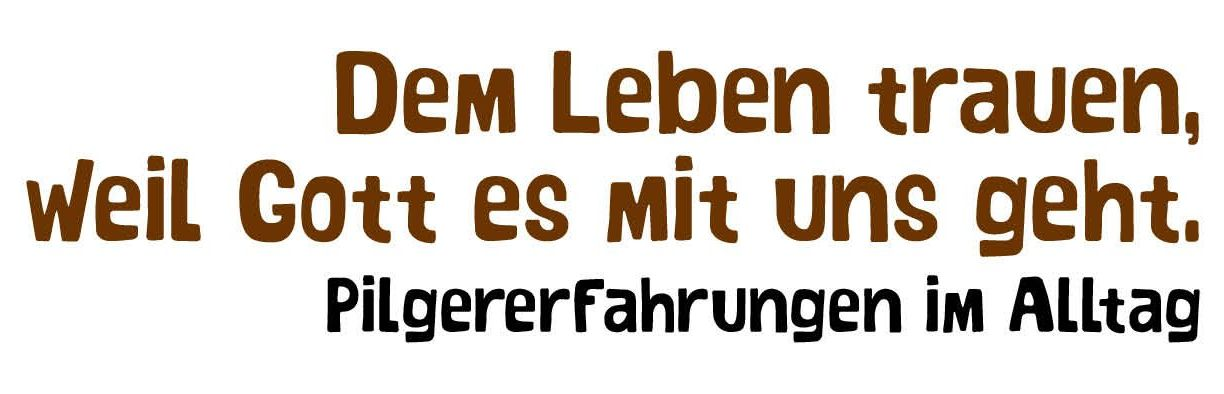 Dem Leben trauen,
weil Gott es mit uns geht.
Pilgererfahrungen im Alltag